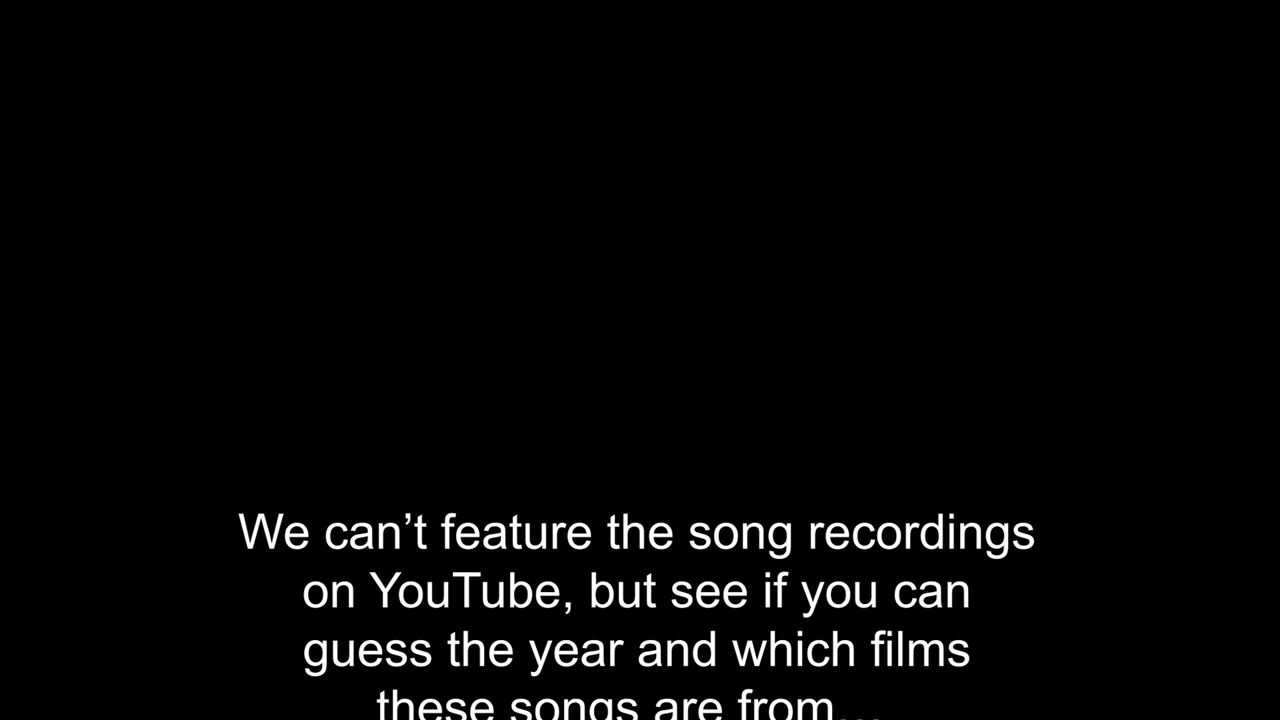 We can’t feature the song recordings
on YouTube, but see if you can
guess the year and which films
these songs are from…